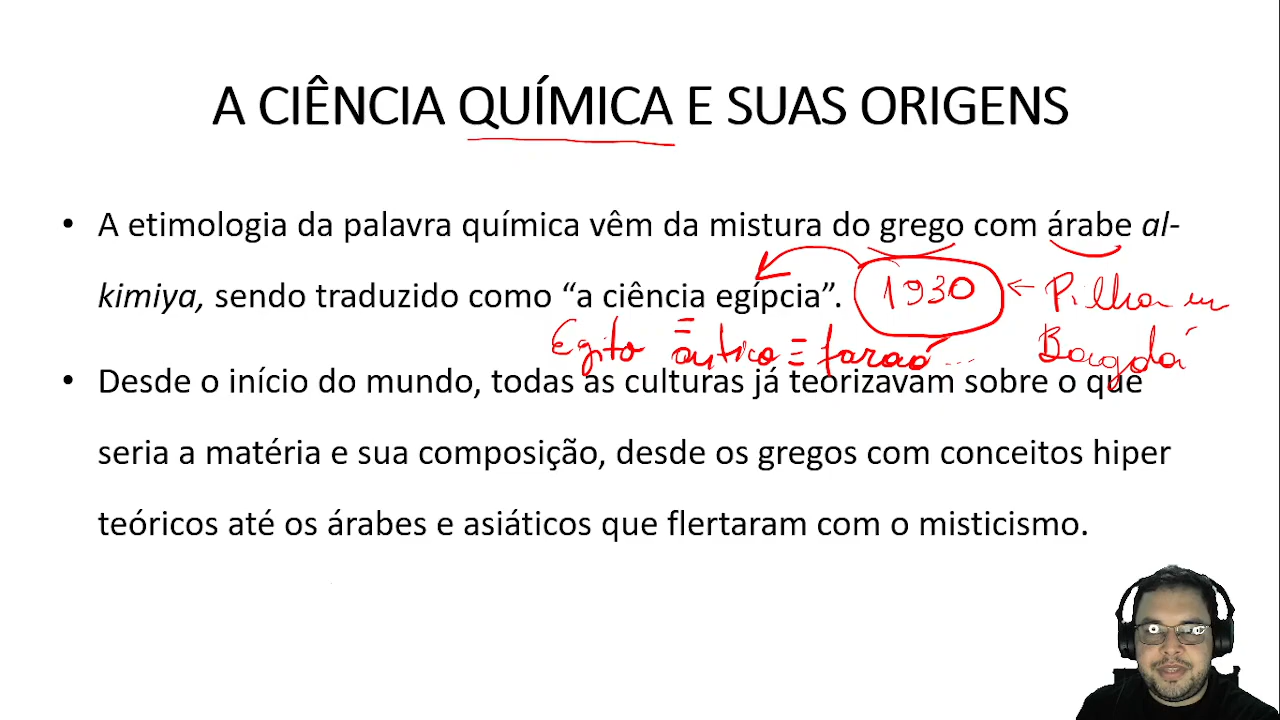 A CIÊNCIA QUÍMICA E SUAS ORIGENS
• A etimologia da palavra química vêm da mistura do grego com árabe al-
kimiya, sendo traduzido como “a ciência egípcia”.
1930 ← Pilha em
Bagdá
Egito antico ≡ faraó...
• Desde o início do mundo, todas as culturas já teorizavam sobre o que
seria a matéria e sua composição, desde os gregos com conceitos hiper
teóricos até os árabes e asiáticos que flertaram com o misticismo.